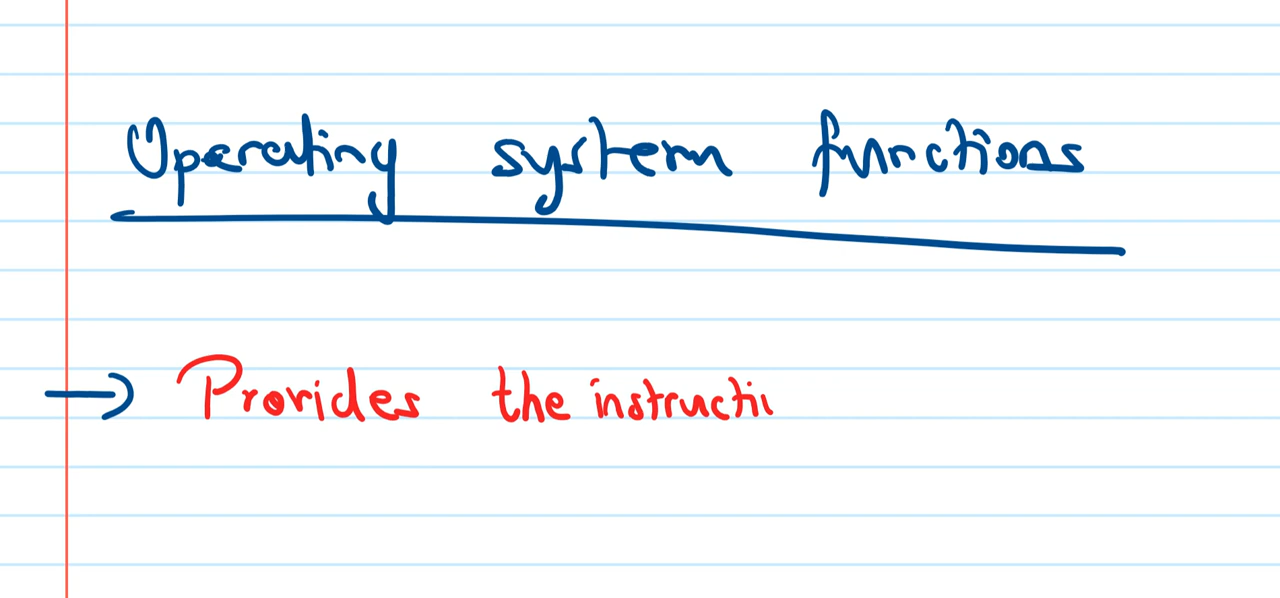 Operating system functions
→ Provides the instructi